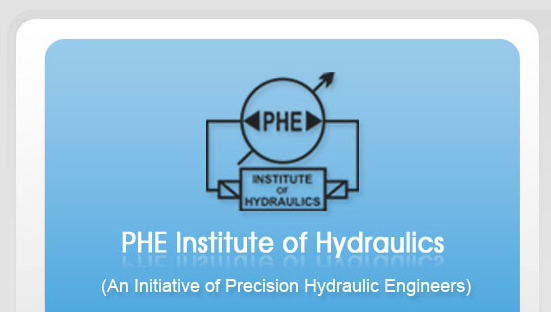 PHE
INSTITUTE
OF
HYDRAULICS
PHE Institute of Hydraulics
(An Initiative of Precision Hydraulic Engineers)